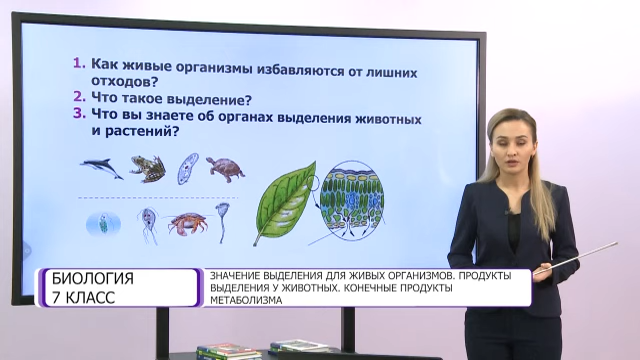 1. Как живые организмы избавляются от лишних
отходов?
2. Что такое выделение?
3. Что вы знаете об органах выделения животных
и растений?
БИОЛОГИЯ
7 КЛАСС
ЗНАЧЕНИЕ ВЫДЕЛЕНИЯ ДЛЯ ЖИВЫХ ОРГАНИЗМОВ. ПРОДУКТЫ
ВЫДЕЛЕНИЯ У ЖИВОТНЫХ. КОНЕЧНЫЕ ПРОДУКТЫ
МЕТАБОЛИЗМА